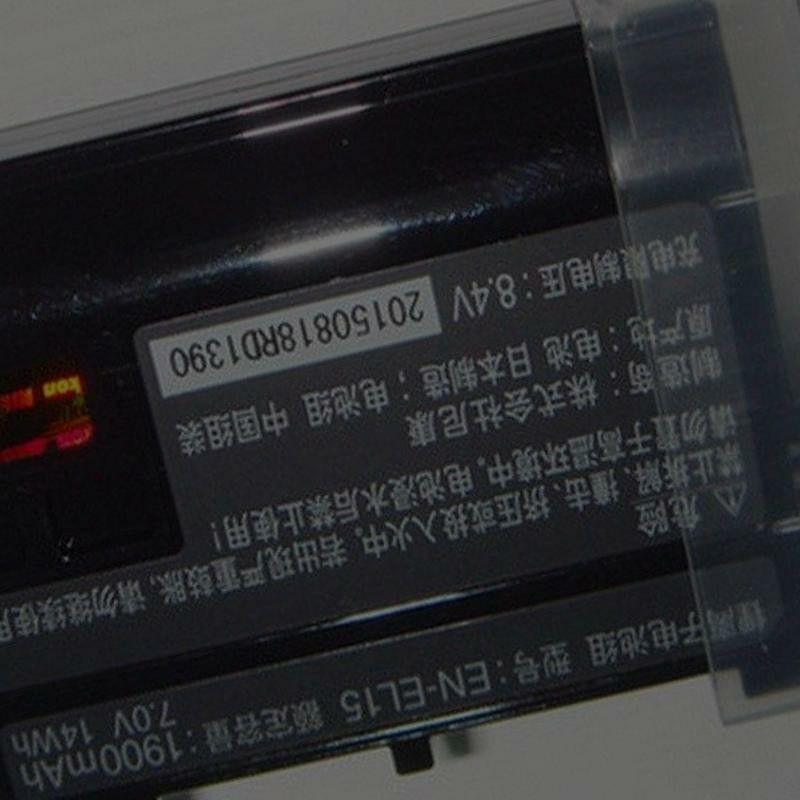 锂离子电池组 型号：EN-EL15 额定容量：1900mAh
7.0V 14Wh
危险
禁止拆解、撞击、挤压或投入火中。若出现严重鼓胀，请勿继续使用
请勿置于高温环境中。电池浸水后禁止使用！
制造商：株式会社尼康
原产地：电池 日本制造；电池组 中国组装
充电限制电压：8.4V 20150818RD1390
kon